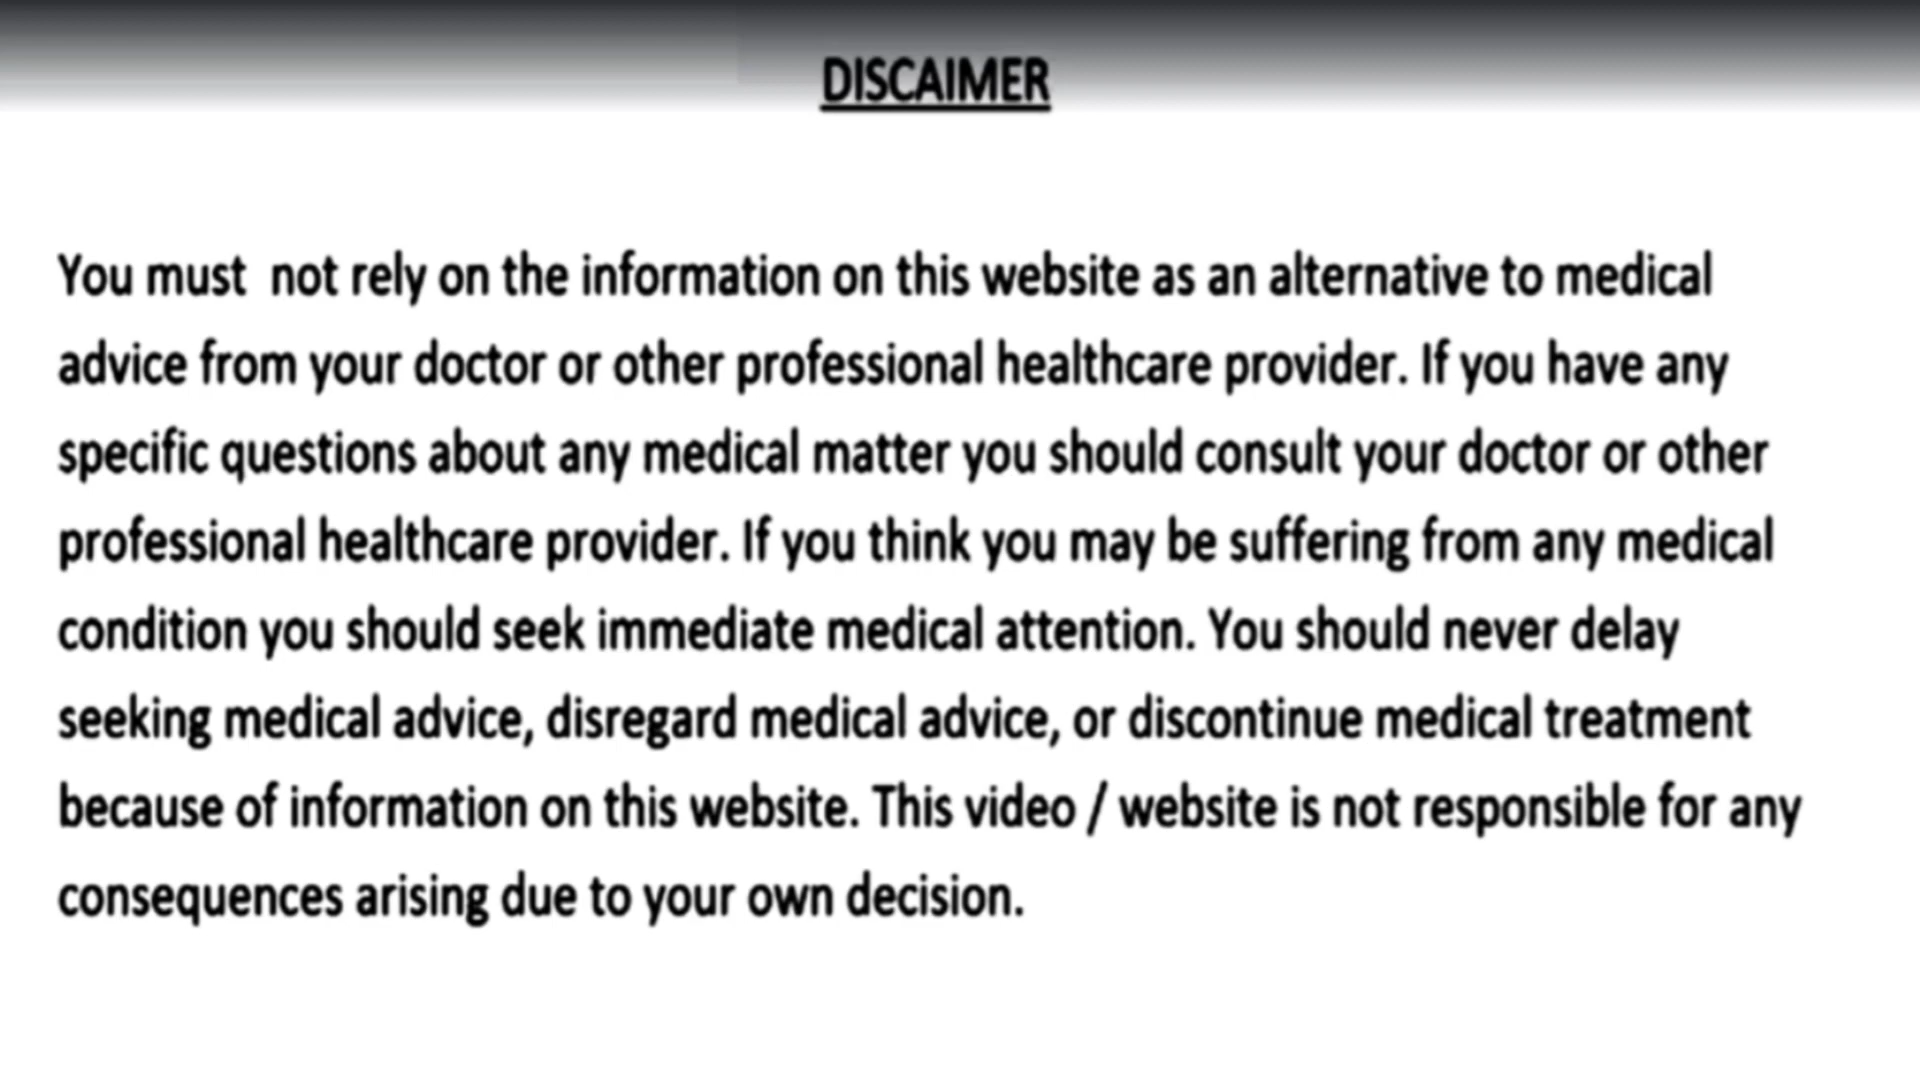 DISCAIMER
You must  not rely on the information on this website as an alternative to medical
advice from your doctor or other professional healthcare provider. If you have any
specific questions about any medical matter you should consult your doctor or other
professional healthcare provider. If you think you may be suffering from any medical
condition you should seek immediate medical attention. You should never delay
seeking medical advice, disregard medical advice, or discontinue medical treatment
because of information on this website. This video / website is not responsible for any
consequences arising due to your own decision.